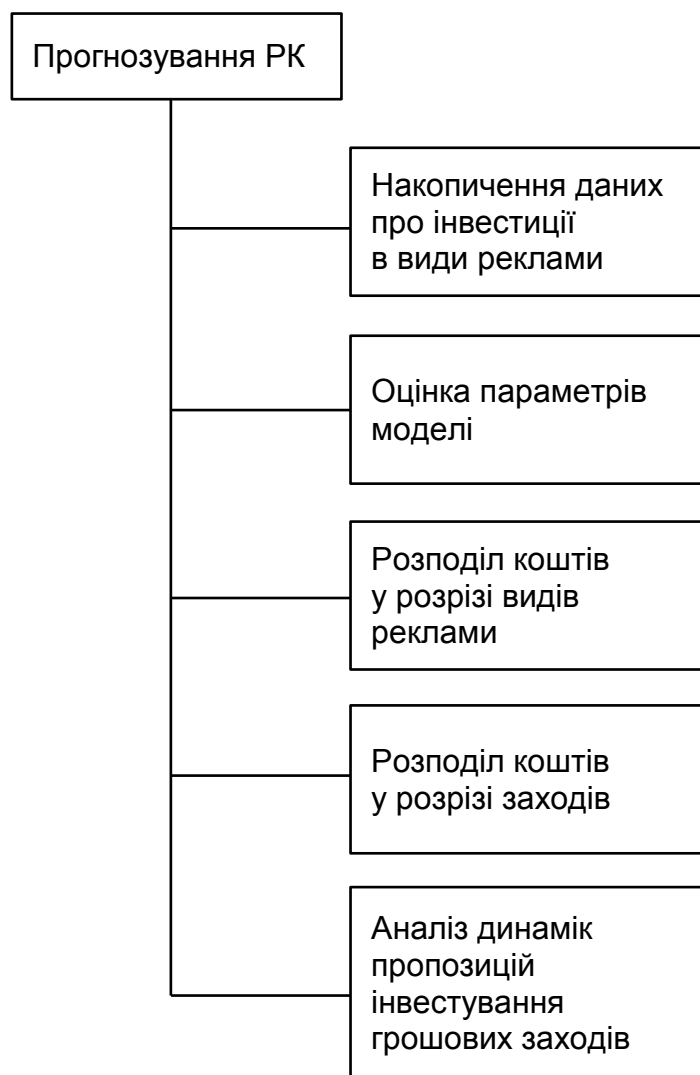 Прогнозування РК
Накопичення даних
про інвестиції
в види реклами
Оцінка параметрів
моделі
Розподіл коштів
у розрізі видів
реклами
Розподіл коштів
у розрізі заходів
Аналіз динамік
пропозицій
інвестування
грошових заходів